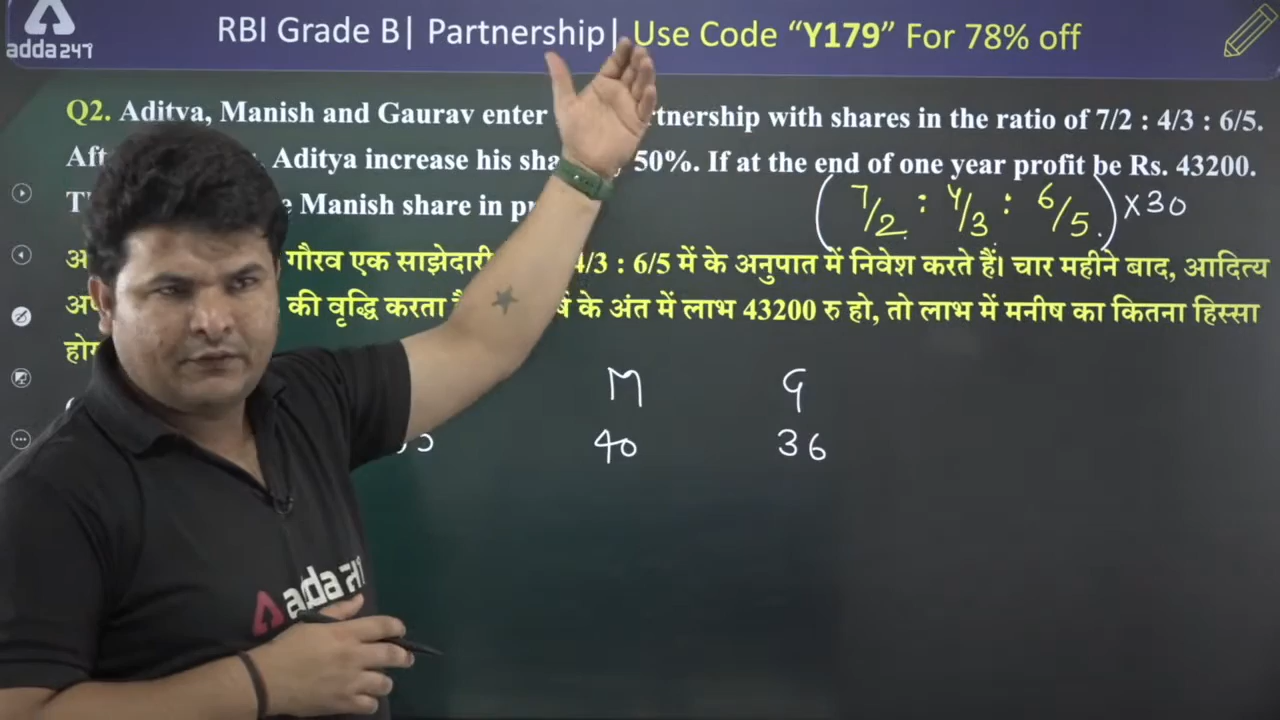 adda247
RBI Grade B| Partnership| Use Code “Y179” For 78% off
Q2. Aditya, Manish and Gaurav enter rtnership with shares in the ratio of 7/2 : 4/3 : 6/5.
Aditya increase his sha 50%. If at the end of one year profit be Rs. 43200.
Manish share in p
(7/2 : 4/3 : 6/5) ×30
गौरव एक साझेदारी 4/3 : 6/5 में के अनुपात में निवेश करते हैं। चार महीने बाद, आदित्य
की वृद्धि करता के अंत में लाभ 43200 रु हो, तो लाभ में मनीष का कितना हिस्सा
M G
40 36
adda